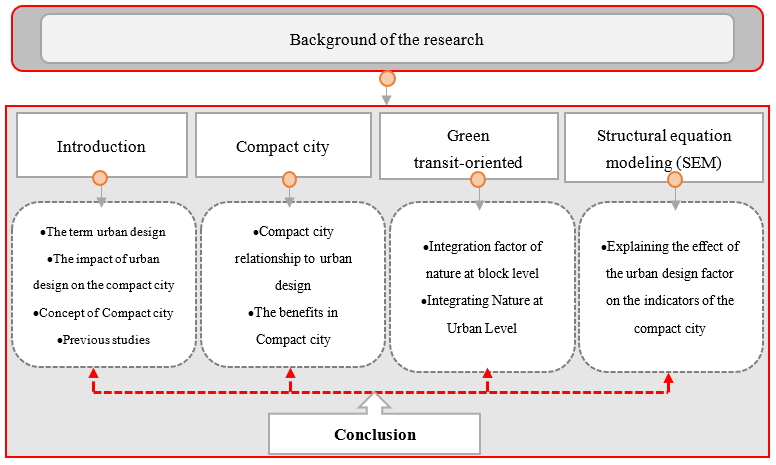 Background of the research
Introduction
Compact city
Green
transit-oriented
Structural equation
modeling (SEM)
•The term urban design
•The impact of urban
design on the compact city
•Concept of Compact city
•Previous studies
•Compact city
relationship to urban
design
•The benefits in
Compact city
•Integration factor of
nature at block level
•Integrating Nature at
Urban Level
•Explaining the effect of
the urban design factor
on the indicators of the
compact city
Conclusion